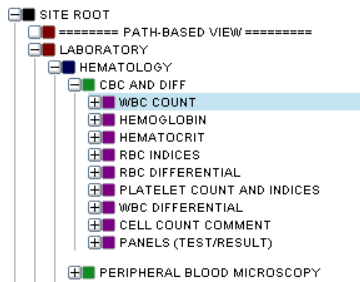 SITE ROOT
======== PATH-BASED VIEW =========
LABORATORY
HEMATOLOGY
CBC AND DIFF
WBC COUNT
HEMOGLOBIN
HEMATOCRIT
RBC INDICES
RBC DIFFERENTIAL
PLATELET COUNT AND INDICES
WBC DIFFERENTIAL
CELL COUNT COMMENT
PANELS (TEST/RESULT)
PERIPHERAL BLOOD MICROSCOPY